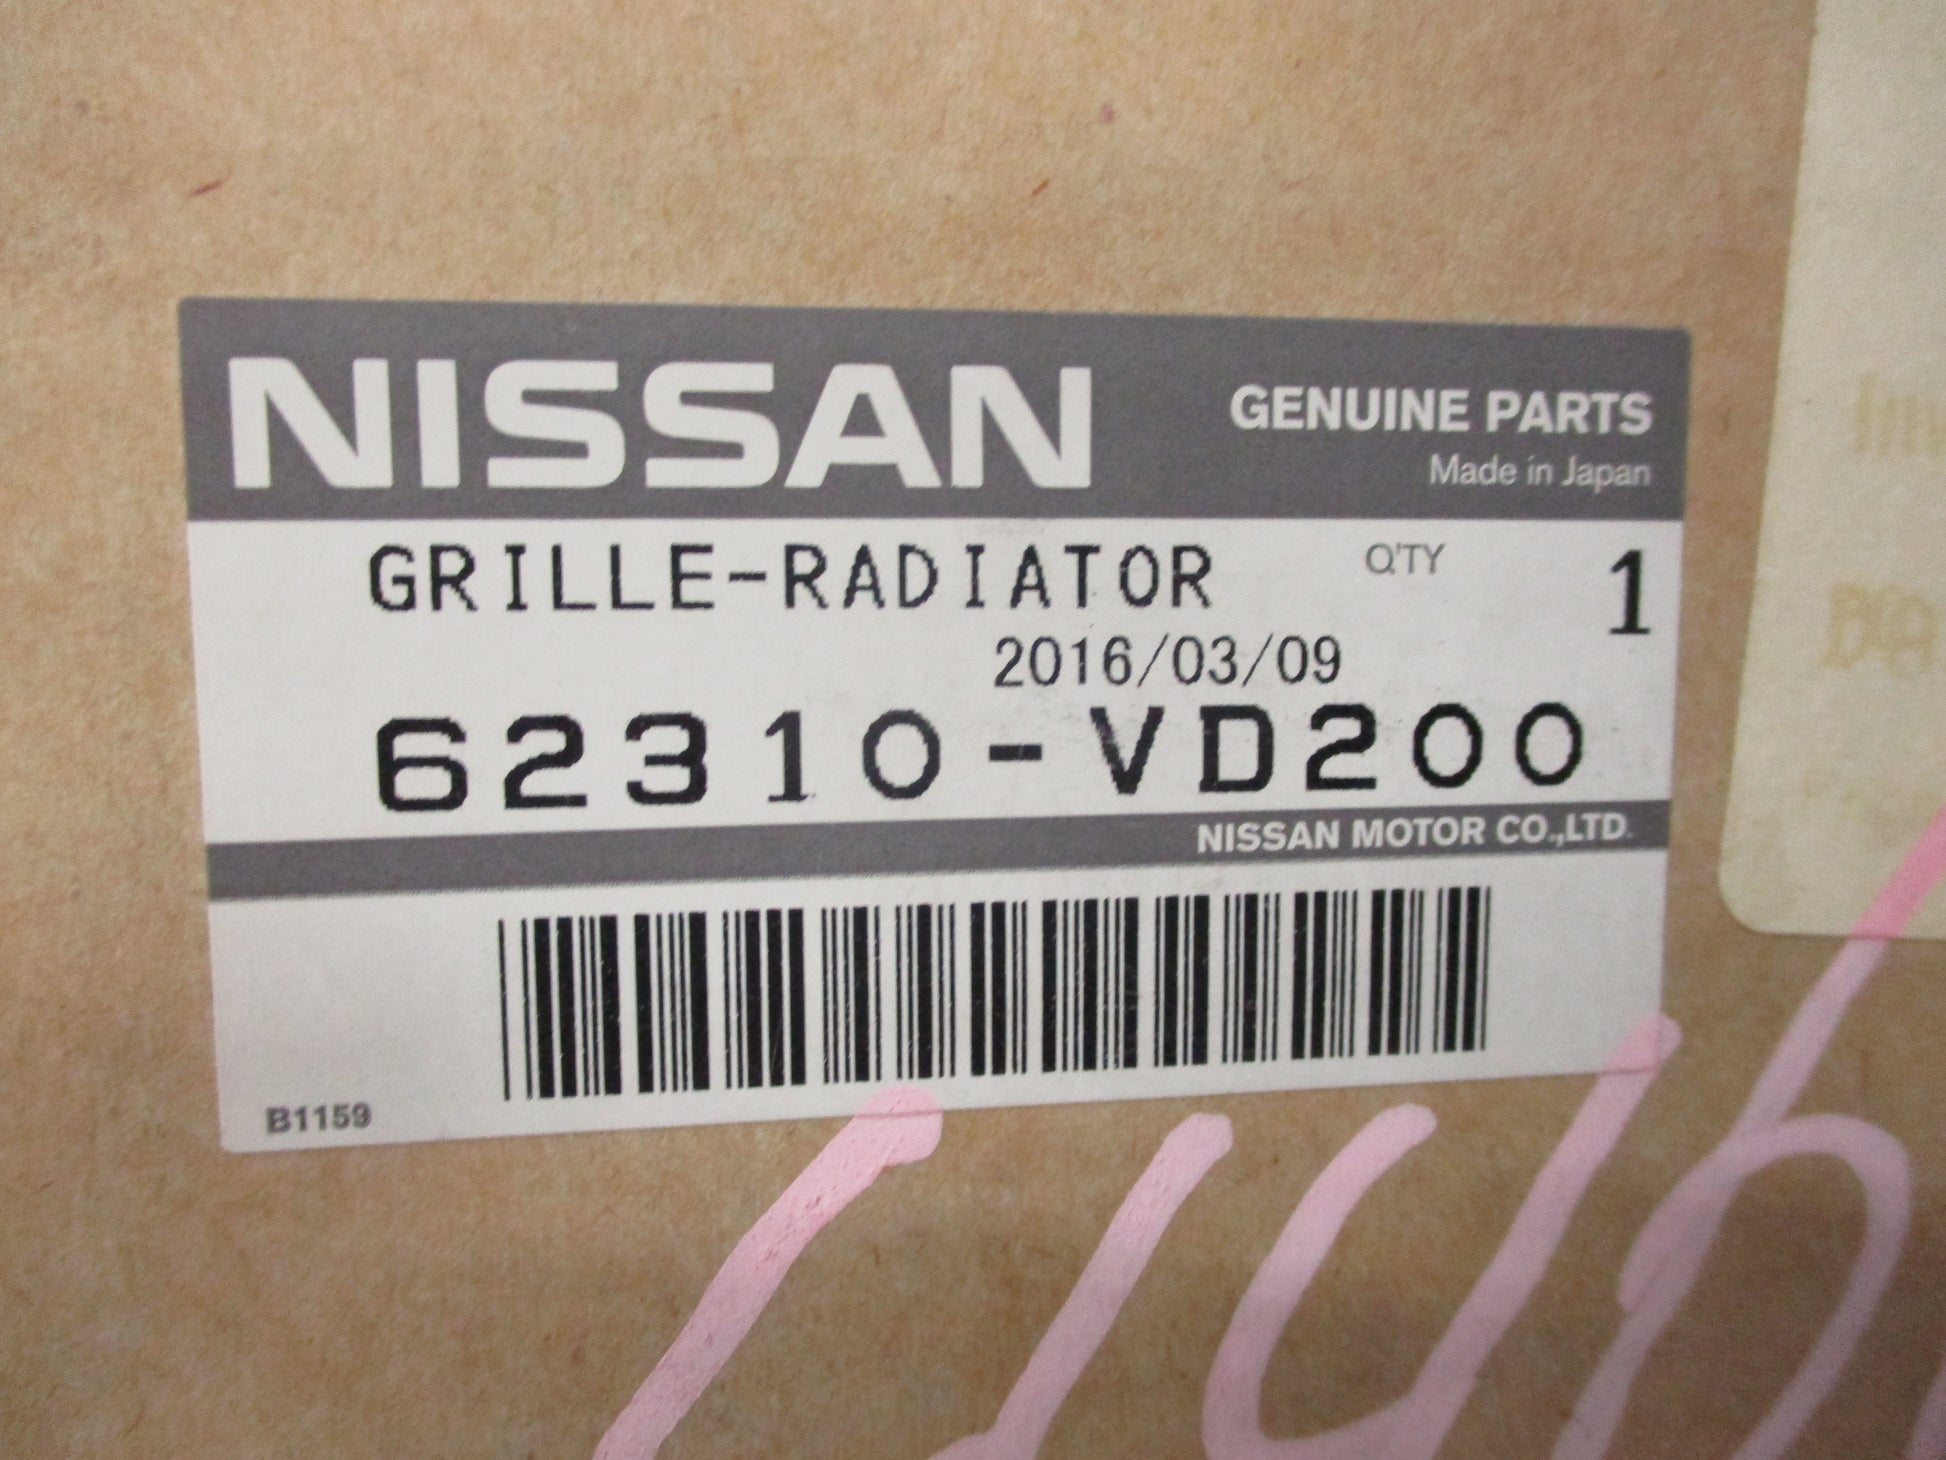 NISSAN
GENUINE PARTS
Made in Japan
GRILLE-RADIATOR
Q'TY 1
2016/03/09
62310-VD200
NISSAN MOTOR CO.,LTD.
B1159